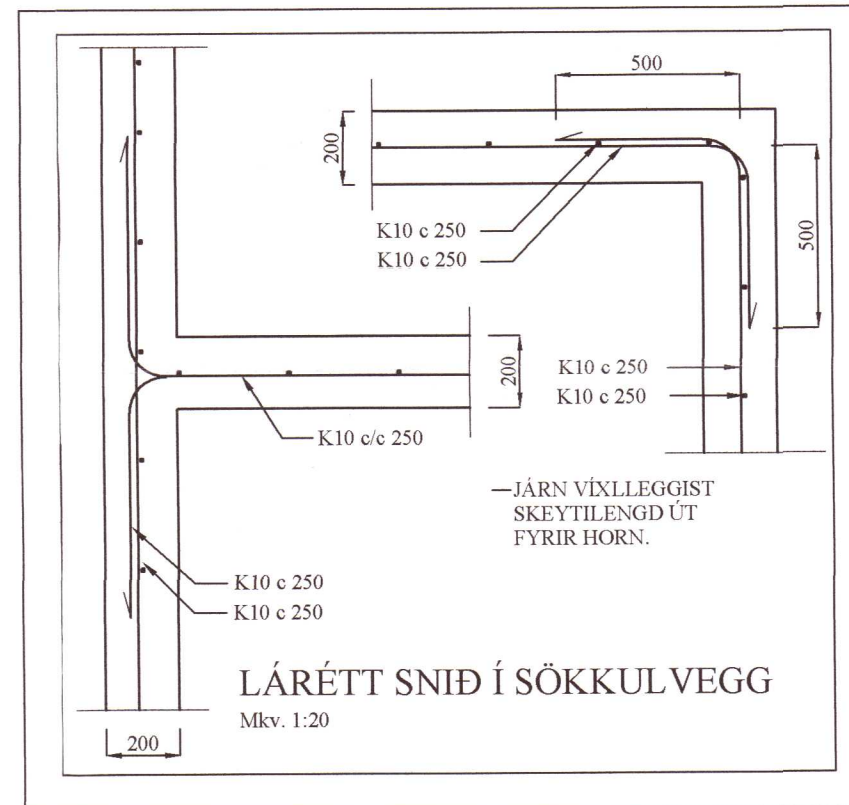 500
200
500
K10 c 250
K10 c 250
200
K10 c 250
K10 c 250
K10 c/c 250
—JÁRN VÍXLLEGGIST
SKEYTILENGD ÚT
FYRIR HORN.
K10 c 250
K10 c 250
LÁRÉTT SNIÐ Í SÖKKULVEGG
Mkv. 1:20
200